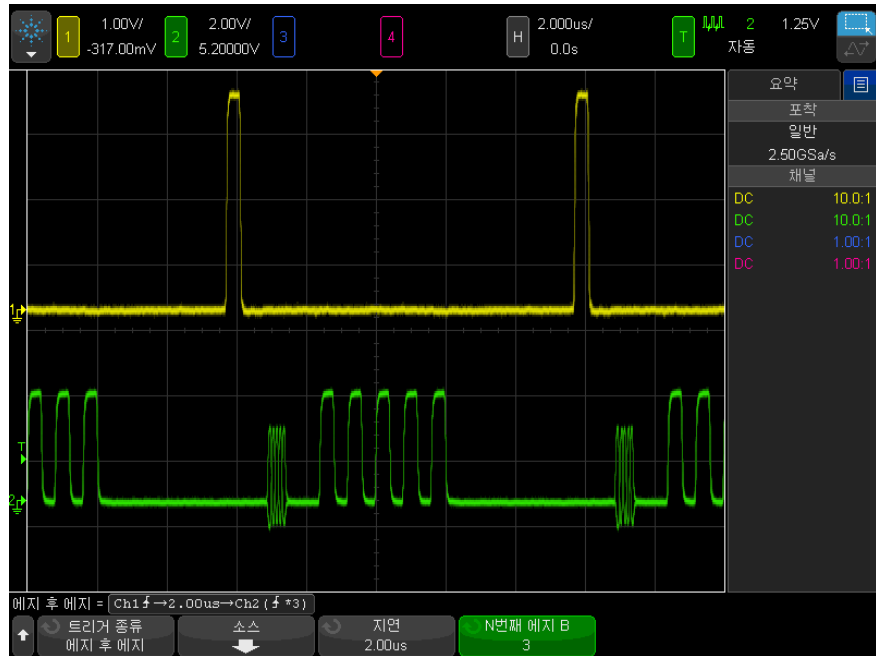 1 1.00V/ 2 2.00V/ 3 4 H 2.000us/ T 2 1.25V
-317.00mV 5.20000V 0.0s 자동
요약
포착
일반
2.50GSa/s
채널
DC 10.0:1
DC 10.0:1
DC 1.00:1
DC 1.00:1
1
T
2
에지 후 에지 = Ch1→2.00us→Ch2(*3)
트리거 종류 소스 지연 N번째 에지 B
에지 후 에지 2.00us 3